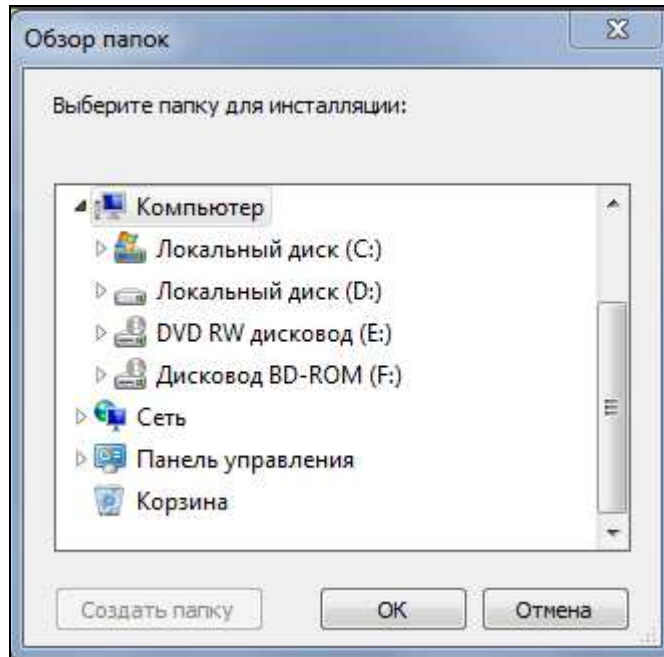 Обзор папок
Выберите папку для инсталляции:
Компьютер
Локальный диск (C:)
Локальный диск (D:)
DVD RW дисковод (E:)
Дисковод BD-ROM (F:)
Сеть
Панель управления
Корзина
Создать папку
ОК
Отмена